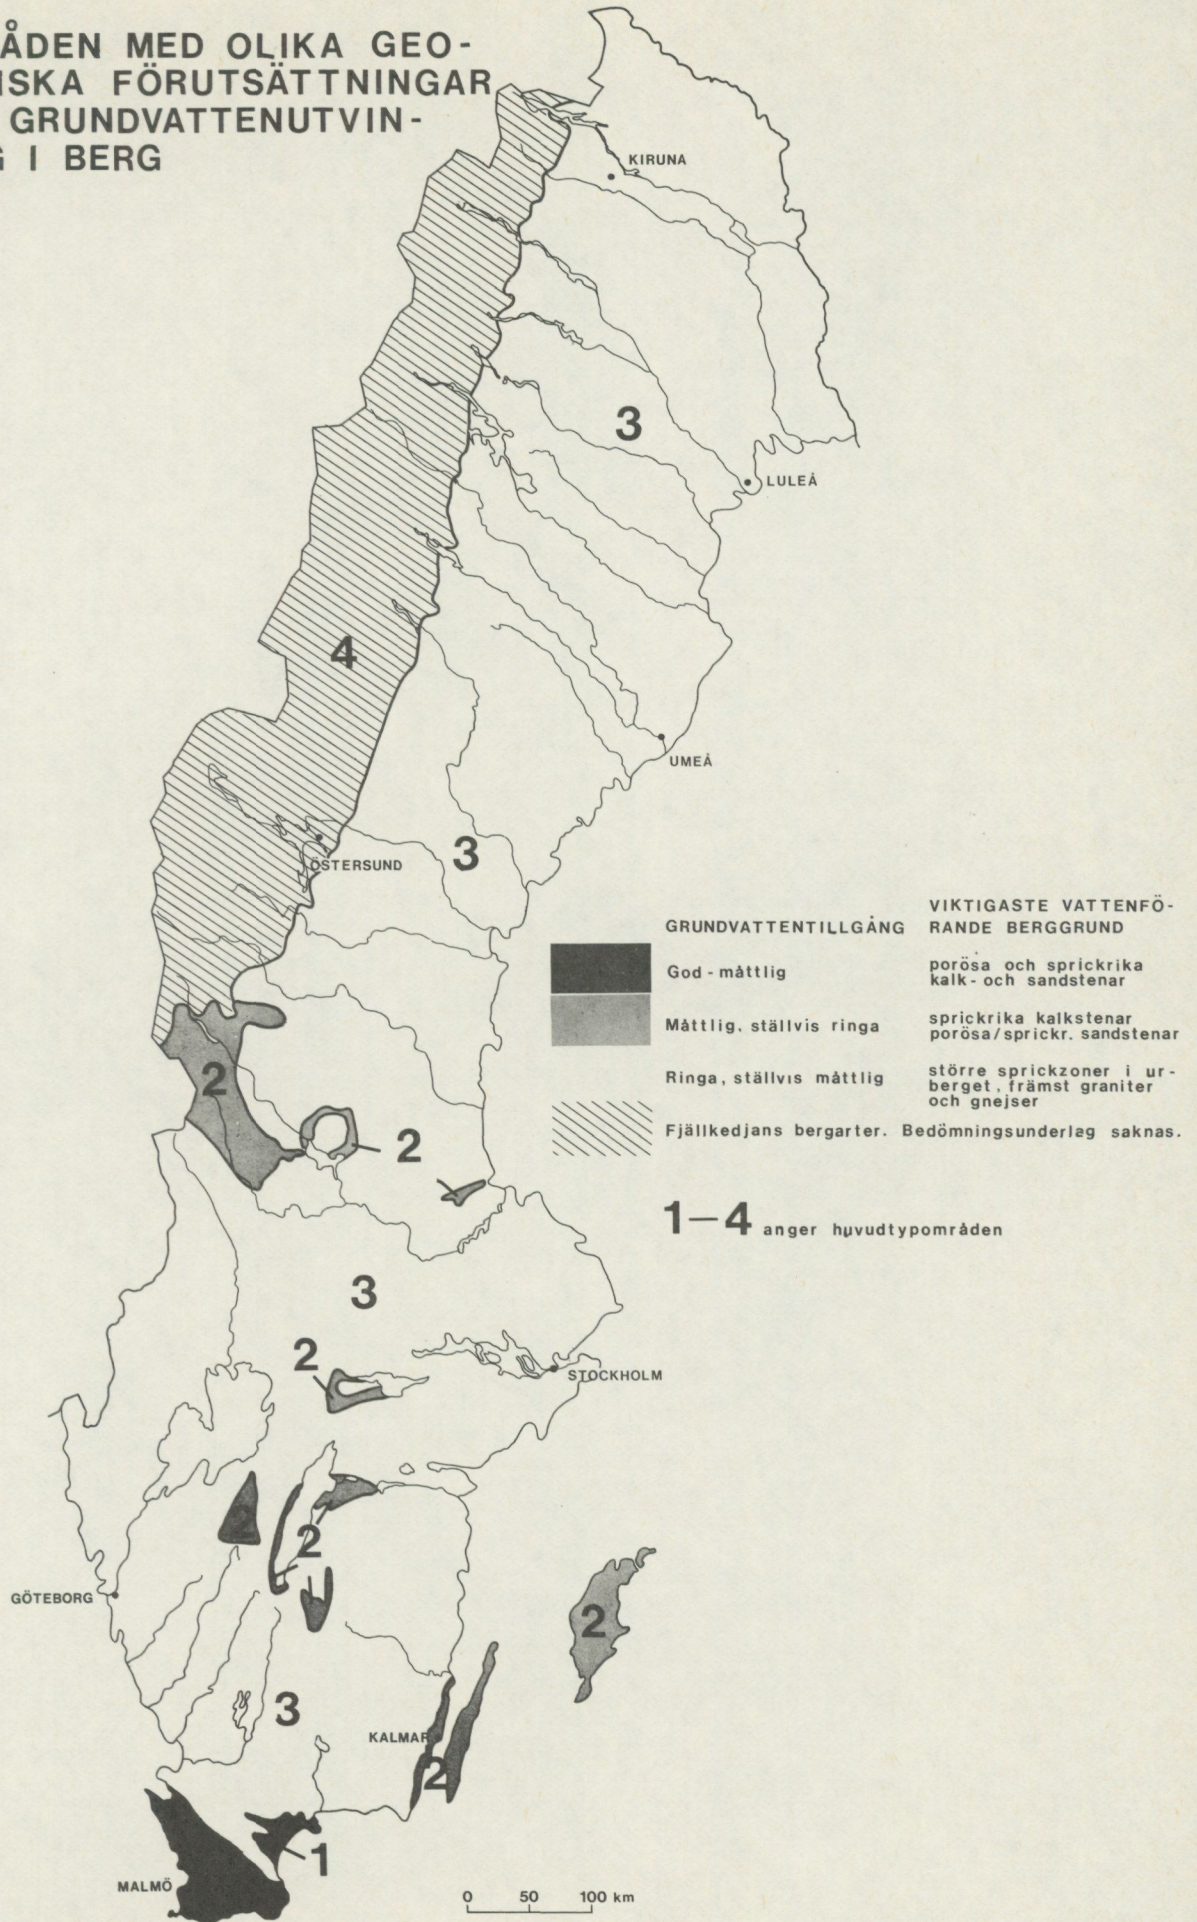 ÅDEN MED OLIKA GEO-
ISKA FÖRUTSÄTTNINGAR
GRUNDVATTENUTVIN-
G I BERG
KIRUNA
3
LULEÅ
4
UMEÅ
3
ÖSTERSUND
GRUNDVATTENTILLGÅNG
VIKTIGASTE VATTENFÖ-
RANDE BERGGRUND
God - måttlig
porösa och sprickrika
kalk- och sandstenar
Måttlig, ställvis ringa
sprickrika kalkstenar
porösa/sprickr. sandstenar
Ringa, ställvis måttlig
större sprickzoner i ur-
berget, främst graniter
och gnejser
Fjällkedjans bergarter. Bedömningsunderlag saknas.
1–4 anger huvudtypområden
2
2
3
2
STOCKHOLM
2
2
GÖTEBORG
2
3
KALMAR
2
1
MALMÖ
0 50 100 km